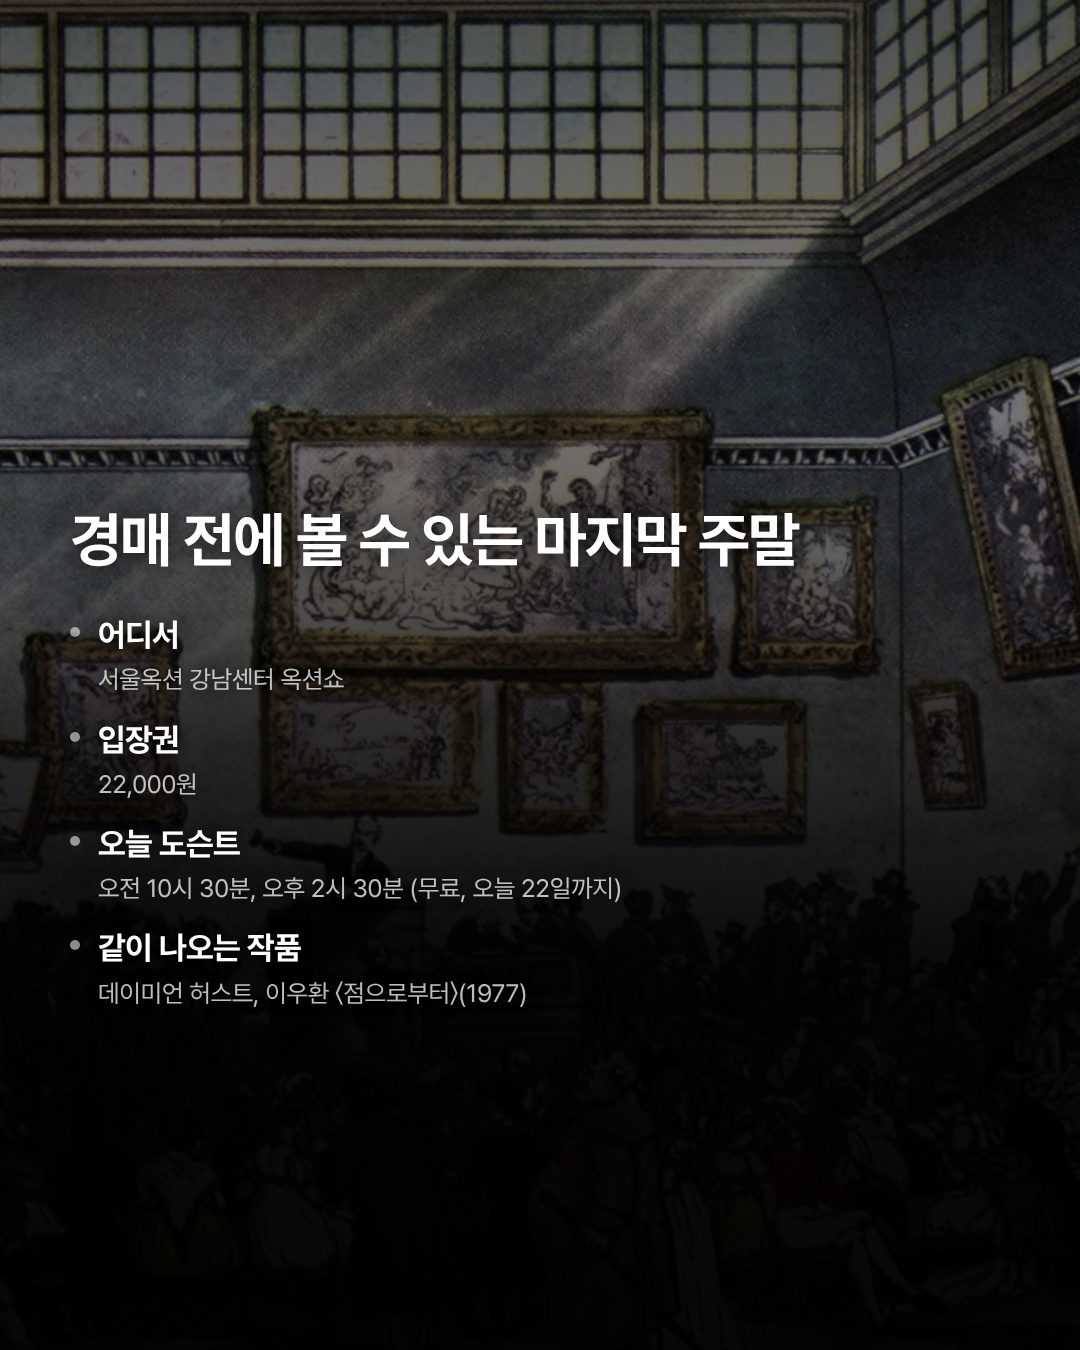 경매 전에 볼 수 있는 마지막 주말
• 어디서
서울옥션 강남센터 옥션쇼
• 입장권
22,000원
• 오늘 도슨트
오전 10시 30분, 오후 2시 30분 (무료, 오늘 22일까지)
• 같이 나오는 작품
데이미언 허스트, 이우환 〈점으로부터〉(1977)